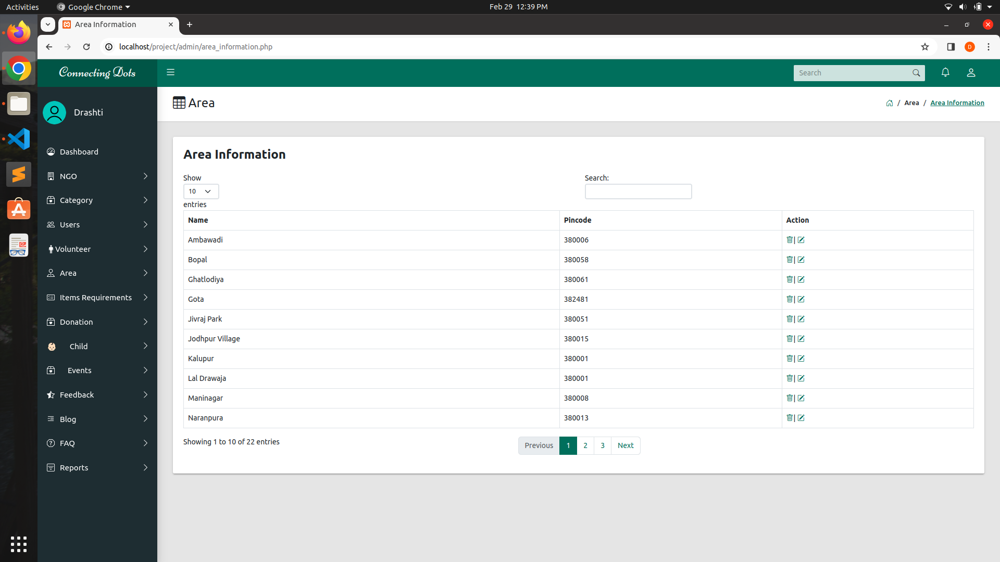 Activities Google Chrome Feb 29 12:39 PM
Area Information
localhost/project/admin/area_information.php D
Connecting Dots Search
Area / Area / Area Information
Drashti
Dashboard
NGO
Category
Users
Volunteer
Area
Items Requirements
Donation
Child
Events
Feedback
Blog
FAQ
Reports
Area Information
Show Search:
10
entries
Name Pincode Action
Ambawadi 380006 |
Bopal 380058 |
Ghatlodiya 380061 |
Gota 382481 |
Jivraj Park 380051 |
Jodhpur Village 380015 |
Kalupur 380001 |
Lal Drawaja 380001 |
Maninagar 380008 |
Naranpura 380013 |
Showing 1 to 10 of 22 entries Previous 1 2 3 Next